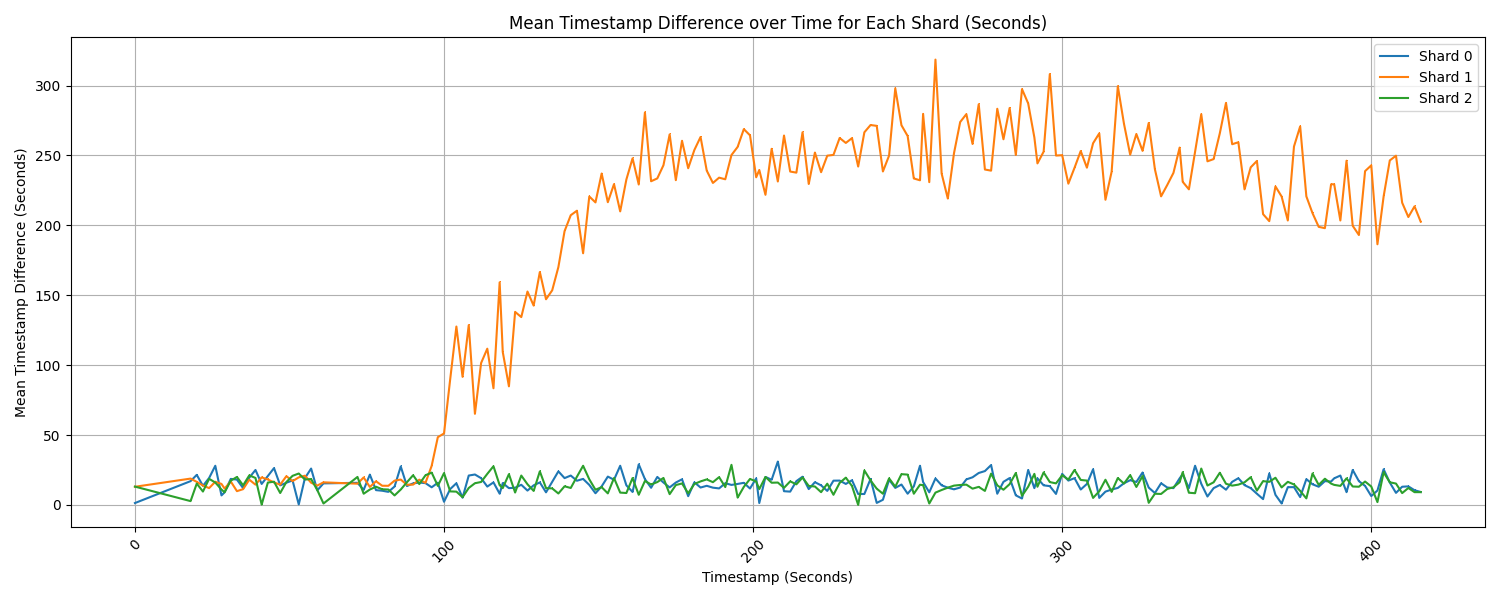 Mean Timestamp Difference over Time for Each Shard (Seconds)
Shard 0
Shard 1
Shard 2
Mean Timestamp Difference (Seconds)
300
250
200
150
100
50
0
0
100
200
300
400
Timestamp (Seconds)